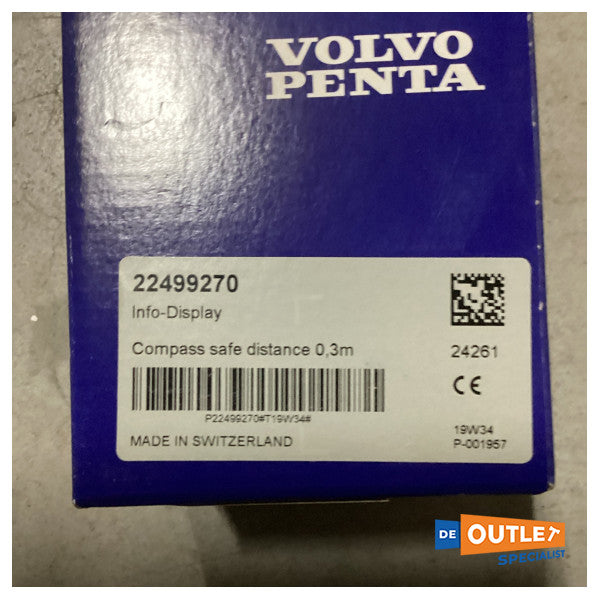 VOLVO
PENTA
22499270
Info-Display
Compass safe distance 0,3m
24261
CE
P22499270#T19W34#
19W34
MADE IN SWITZERLAND
P-001957
DE OUTLET
SPECIALIST